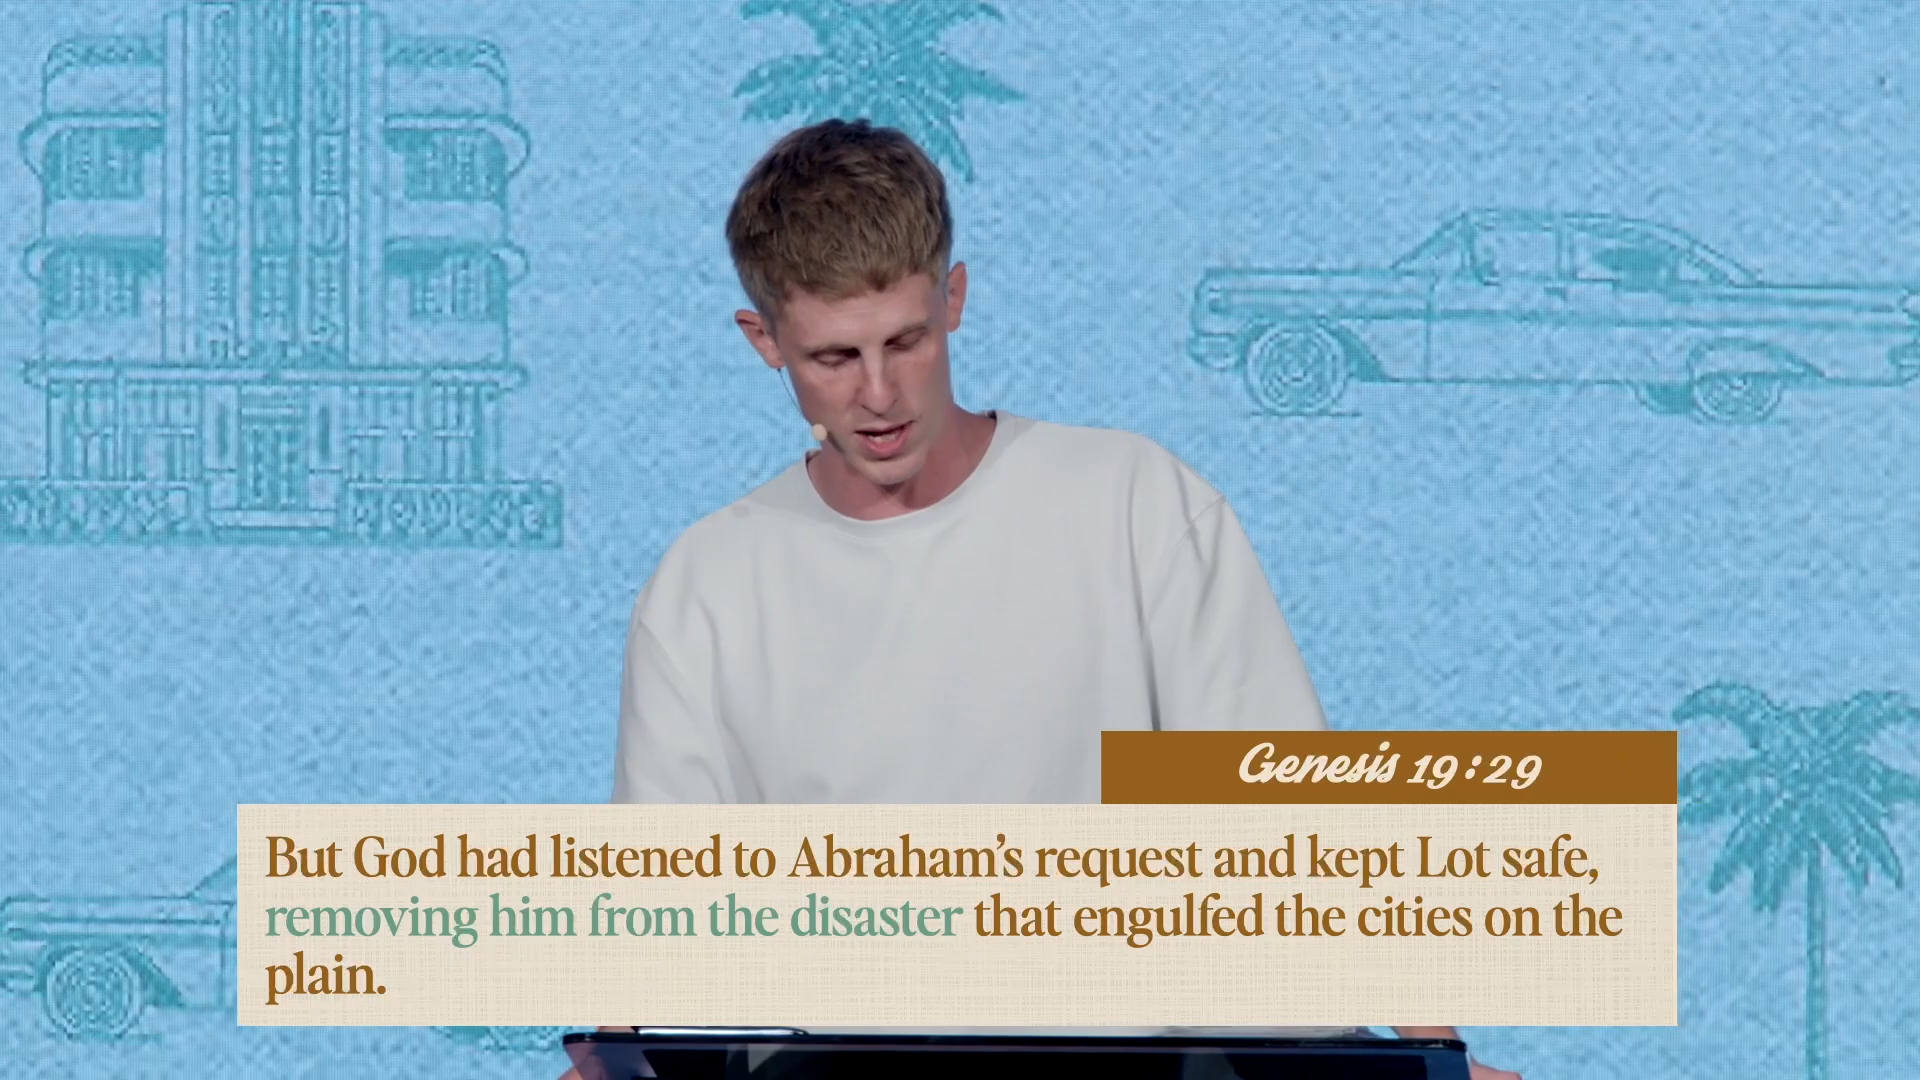 Genesis 19:29
But God had listened to Abraham’s request and kept Lot safe,
removing him from the disaster that engulfed the cities on the
plain.